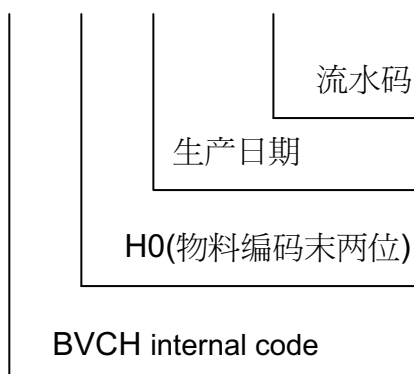 流水码
生产日期
H0(物料编码末两位)
BVCH internal code